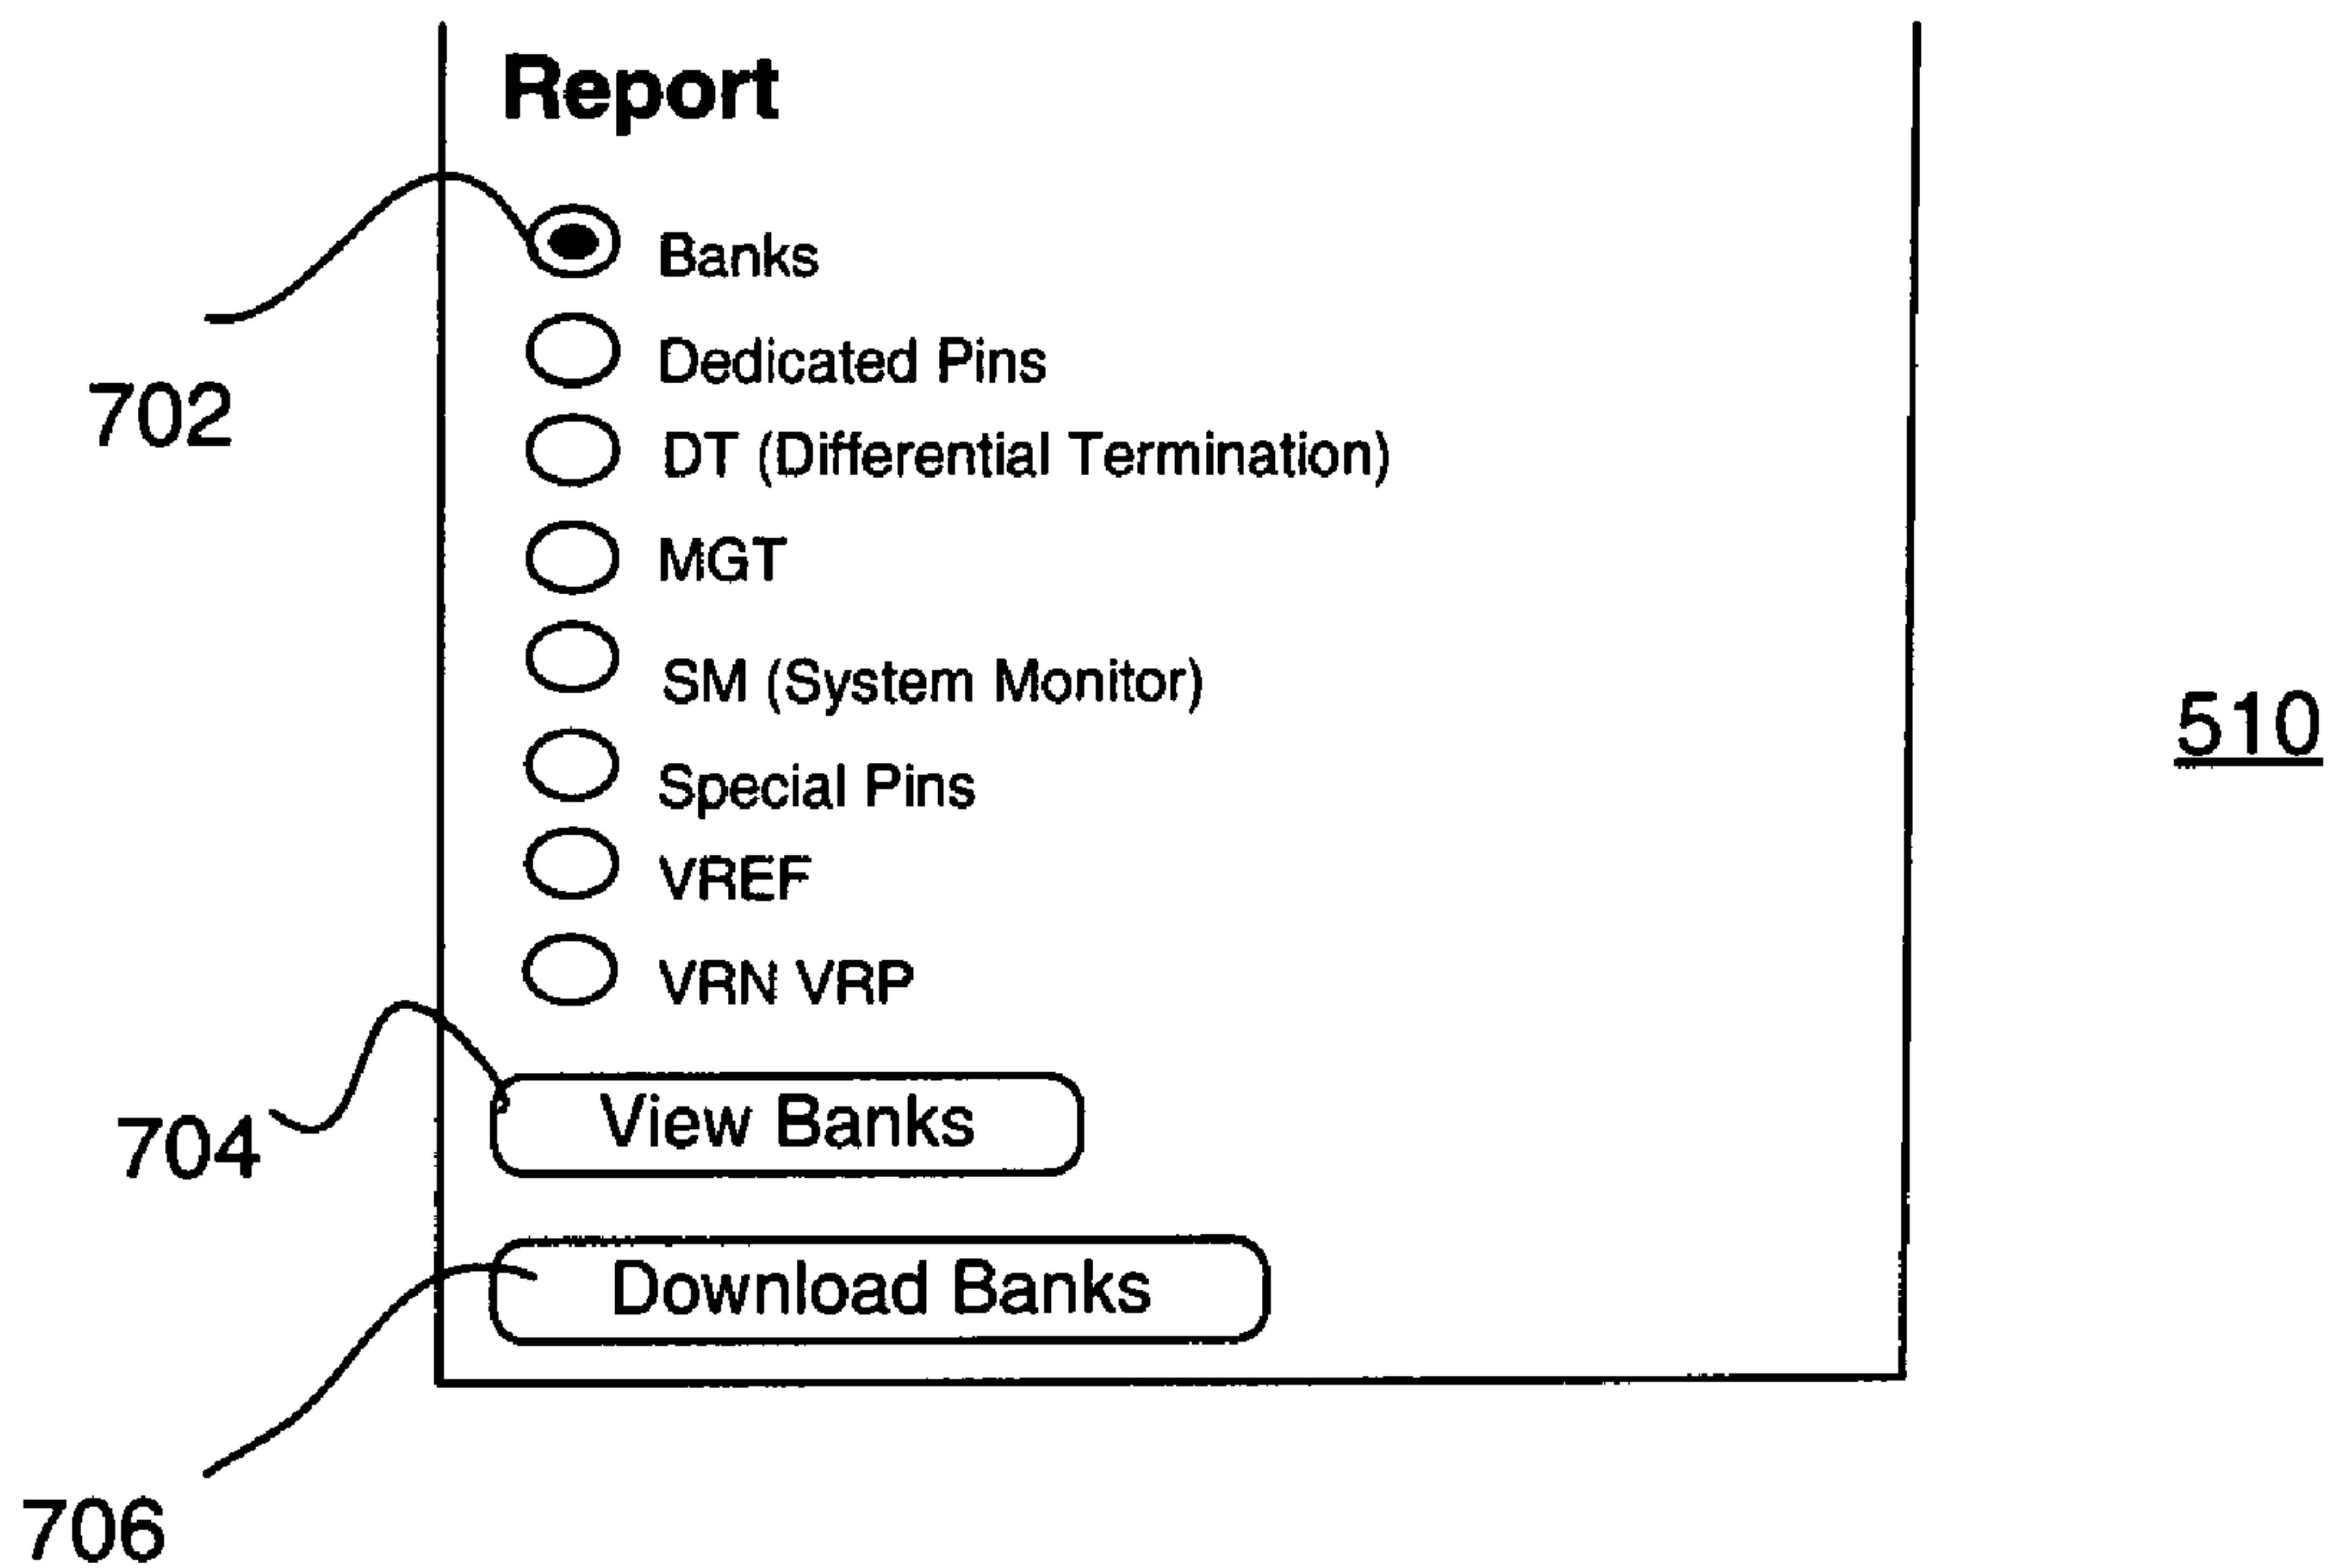 Report
Banks
702
Dedicated Pins
DT (Differential Termination)
MGT
SM (System Monitor)
510
Special Pins
VREF
VRN VRP
704
View Banks
Download Banks
706